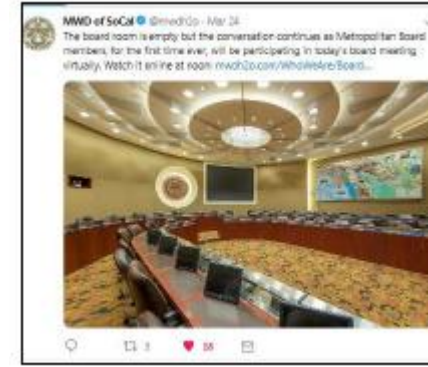 MWD of SoCal @mwdh2o · Mar 24
The board room is empty but the conversation continues as Metropolitan Board
members, for the first time ever, will be participating in today's board meeting
virtually. Watch it online at noon mwdh2o.com/WhoWeAre/Board...